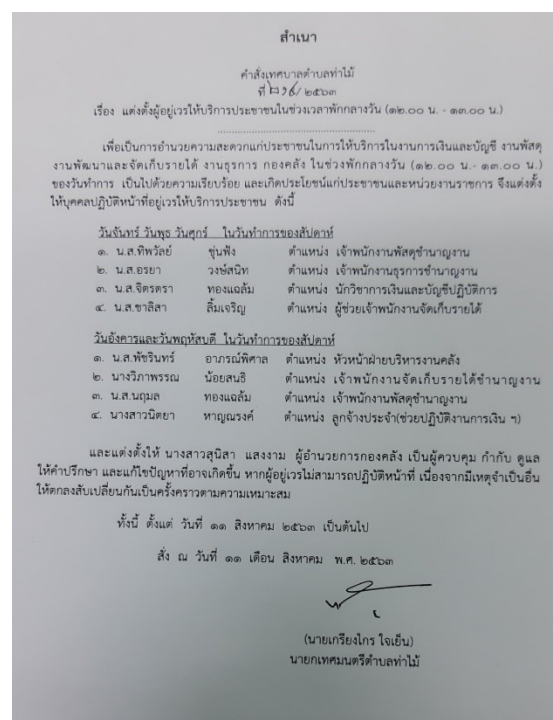 สำเนา
คำสั่งเทศบาลตำบลท่าไม้
ที่ /๒๕๖๓
เรื่อง แต่งตั้งผู้อยู่เวรให้บริการประชาชนในช่วงเวลาพักกลางวัน (๑๒.๐๐ น. - ๑๓.๐๐ น.)
เพื่อเป็นการอำนวยความสะดวกแก่ประชาชนในการให้บริการในงานการเงินและบัญชี งานพัสดุ
งานพัฒนาและจัดเก็บรายได้ งานธุรการ กองคลัง ในช่วงพักกลางวัน (๑๒.๐๐ น.- ๑๓.๐๐ น.)
ของวันทำการ เป็นไปด้วยความเรียบร้อย และเกิดประโยชน์แก่ประชาชนและหน่วยงานราชการ จึงแต่งตั้ง
ให้บุคคลปฏิบัติหน้าที่อยู่เวรให้บริการประชาชน ดังนี้
วันจันทร์ วันพุธ วันศุกร์ ในวันทำการของสัปดาห์
๑. น.ส.ทิพวัลย์ ชุ่นฟัง ตำแหน่ง เจ้าพนักงานพัสดุชำนาญงาน
๒. น.ส.อรยา วงษ์สนิท ตำแหน่ง เจ้าพนักงานธุรการชำนาญงาน
๓. น.ส.จิตรตรา ทองแฉล้ม ตำแหน่ง นักวิชาการเงินและบัญชีปฏิบัติการ
๔. น.ส.ชาลิสา ลิ้มเจริญ ตำแหน่ง ผู้ช่วยเจ้าพนักงานจัดเก็บรายได้
วันอังคารและวันพฤหัสบดี ในวันทำการของสัปดาห์
๑. น.ส.พัชรินทร์ อาภรณ์พิศาล ตำแหน่ง หัวหน้าฝ่ายบริหารงานคลัง
๒. นางวิภาพรรณ น้อยสนธิ ตำแหน่ง เจ้าพนักงานจัดเก็บรายได้ชำนาญงาน
๓. น.ส.นฤมล ทองแฉล้ม ตำแหน่ง เจ้าพนักงานพัสดุชำนาญงาน
๔. นางสาวนิตยา หาญณรงค์ ตำแหน่ง ลูกจ้างประจำ(ช่วยปฏิบัติงานการเงิน ฯ)
และแต่งตั้งให้ นางสาวสุนิสา แสงงาม ผู้อำนวยการกองคลัง เป็นผู้ควบคุม กำกับ ดูแล
ให้คำปรึกษา และแก้ไขปัญหาที่อาจเกิดขึ้น หากผู้อยู่เวรไม่สามารถปฏิบัติหน้าที่ เนื่องจากมีเหตุจำเป็นอื่น
ให้ตกลงสับเปลี่ยนกันเป็นครั้งคราวตามความเหมาะสม
ทั้งนี้ ตั้งแต่ วันที่ ๑๑ สิงหาคม ๒๕๖๓ เป็นต้นไป
สั่ง ณ วันที่ ๑๑ เดือน สิงหาคม พ.ศ. ๒๕๖๓
(นายเกรียงไกร ใจเย็น)
นายกเทศมนตรีตำบลท่าไม้